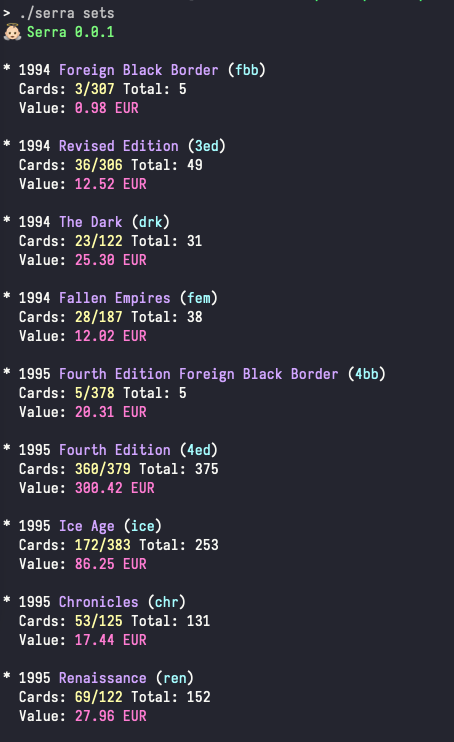 > ./serra sets
Serra 0.0.1
* 1994 Foreign Black Border (fbb)
Cards: 3/307 Total: 5
Value: 0.98 EUR
* 1994 Revised Edition (3ed)
Cards: 36/306 Total: 49
Value: 12.52 EUR
* 1994 The Dark (drk)
Cards: 23/122 Total: 31
Value: 25.30 EUR
* 1994 Fallen Empires (fem)
Cards: 28/187 Total: 38
Value: 12.02 EUR
* 1995 Fourth Edition Foreign Black Border (4bb)
Cards: 5/378 Total: 5
Value: 20.31 EUR
* 1995 Fourth Edition (4ed)
Cards: 360/379 Total: 375
Value: 300.42 EUR
* 1995 Ice Age (ice)
Cards: 172/383 Total: 253
Value: 86.25 EUR
* 1995 Chronicles (chr)
Cards: 53/125 Total: 131
Value: 17.44 EUR
* 1995 Renaissance (ren)
Cards: 69/122 Total: 152
Value: 27.96 EUR